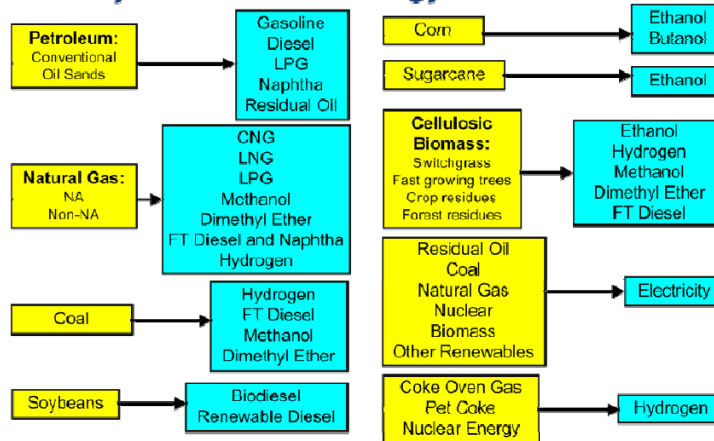 Petroleum:
Conventional
Oil Sands
Gasoline
Diesel
LPG
Naphtha
Residual Oil
Natural Gas:
NA
Non-NA
CNG
LNG
LPG
Methanol
Dimethyl Ether
FT Diesel and Naphtha
Hydrogen
Coal
Hydrogen
FT Diesel
Methanol
Dimethyl Ether
Soybeans
Biodiesel
Renewable Diesel
Corn
Ethanol
Butanol
Sugarcane
Ethanol
Cellulosic
Biomass:
Switchgrass
Fast growing trees
Crop residues
Forest residues
Ethanol
Hydrogen
Methanol
Dimethyl Ether
FT Diesel
Residual Oil
Coal
Natural Gas
Nuclear
Biomass
Other Renewables
Electricity
Coke Oven Gas
Pet Coke
Nuclear Energy
Hydrogen